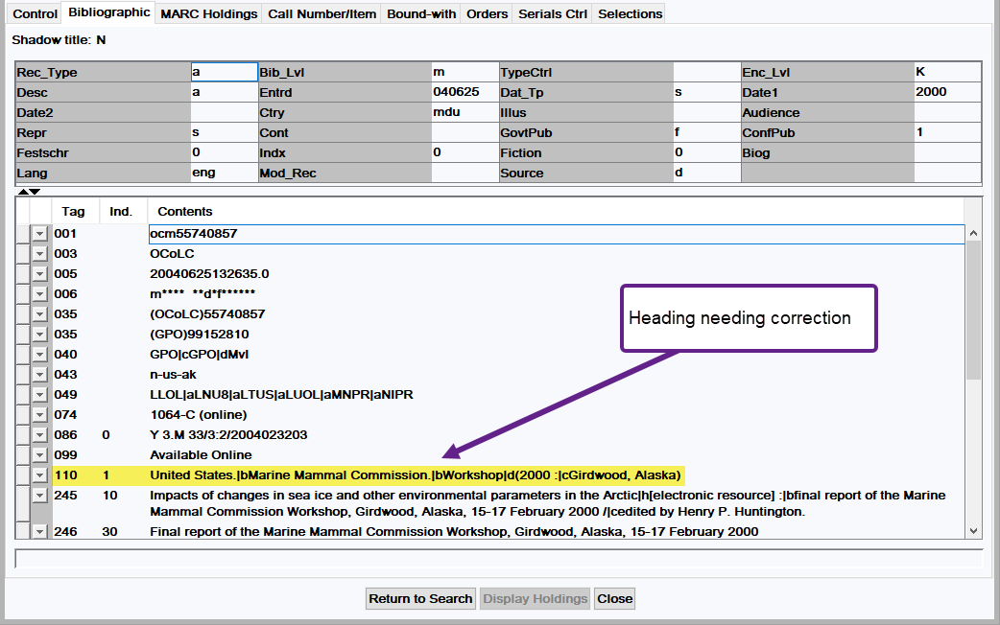 Control Bibliographic MARC Holdings Call Number/Item Bound-with Orders Serials Ctrl Selections
Shadow title: N
Rec_Type a Bib_Lvl m TypeCtrl Enc_Lvl K
Desc a Entrd 040625 Dat_Tp s Date1 2000
Date2 Ctry mdu Illus Audience
Repr s Cont GovtPub f ConfPub 1
Festschr 0 Indx 0 Fiction 0 Biog
Lang eng Mod_Rec Source d
Tag Ind. Contents
001 ocm55740857
003 OCoLC
005 20040625132635.0
006 m**** **d*f******
035 (OCoLC)55740857
035 (GPO)99152810
040 GPO|cGPO|dMvI
043 n-us-ak
049 LLOL|aLNU8|aLTUS|aLUOL|aMNPR|aNIPR
074 1064-C (online)
086 0 Y 3.M 33/3:2/2004023203
099 Available Online
110 1 United States.|bMarine Mammal Commission.|bWorkshop|d(2000 :|cGirdwood, Alaska)
245 10 Impacts of changes in sea ice and other environmental parameters in the Arctic|h[electronic resource] :|bfinal report of the Marine
Mammal Commission Workshop, Girdwood, Alaska, 15-17 February 2000 /|cedited by Henry P. Huntington.
246 30 Final report of the Marine Mammal Commission Workshop, Girdwood, Alaska, 15-17 February 2000
Heading needing correction
Return to Search Display Holdings Close